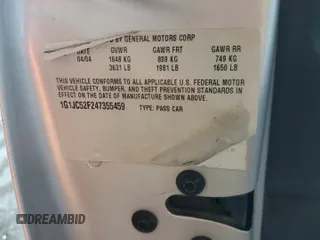 D BY GENERAL MOTORS CORP
DATE GVWR GAWR FRT GAWR RR
04/04 1648 KG 899 KG 749 KG
3631 LB 1981 LB 1650 LB
THIS VEHICLE CONFORMS TO ALL APPLICABLE U.S. FEDERAL MOTOR
VEHICLE SAFETY, BUMPER, AND THEFT PREVENTION STANDARDS IN
EFFECT ON THE DATE OF MANUFACTURE SHOWN ABOVE.
1G1JC52F247355459 TYPE: PASS CAR
DREAMBID